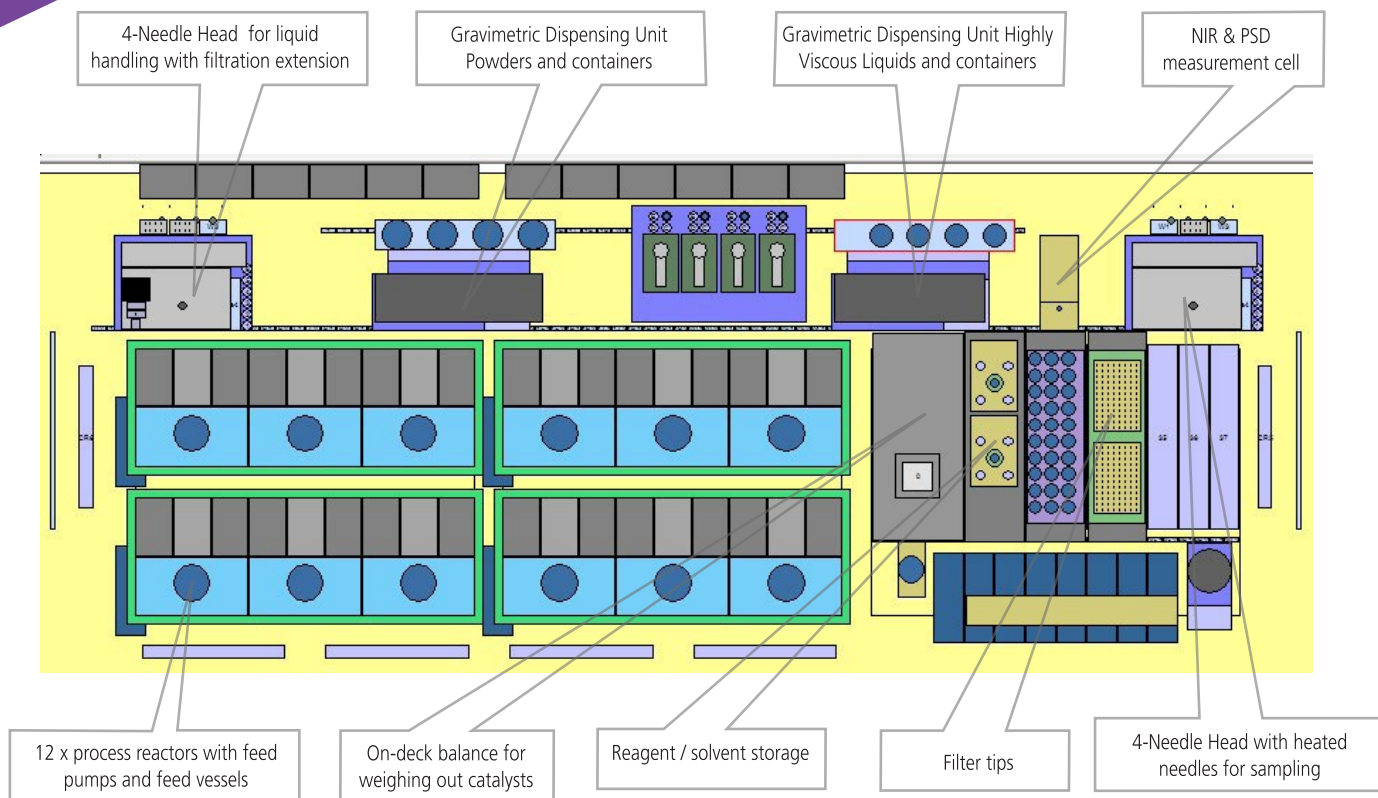 4-Needle Head for liquid
handling with filtration extension
Gravimetric Dispensing Unit
Powders and containers
Gravimetric Dispensing Unit Highly
Viscous Liquids and containers
NIR & PSD
measurement cell
12 x process reactors with feed
pumps and feed vessels
On-deck balance for
weighing out catalysts
Reagent / solvent storage
Filter tips
4-Needle Head with heated
needles for sampling